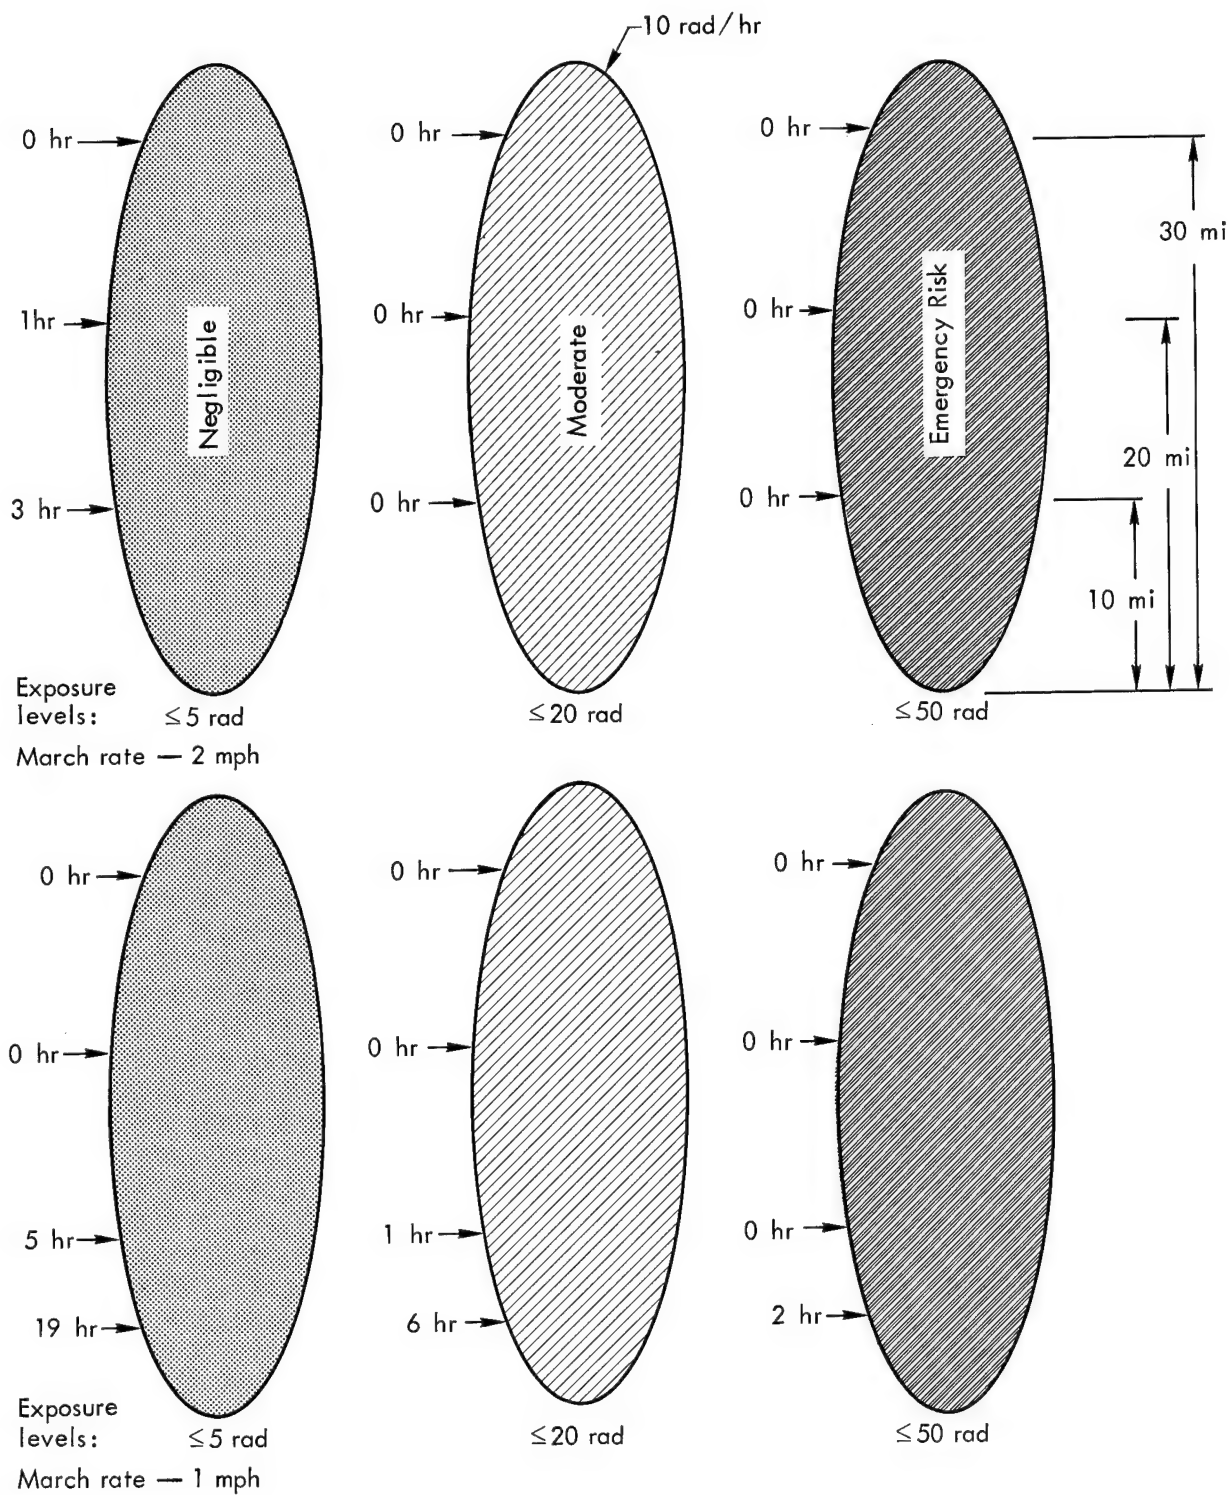 10 rad/hr
0 hr
0 hr
0 hr
30 mi
1hr
0 hr
0 hr
Negligible
Moderate
Emergency Risk
20 mi
3 hr
0 hr
0 hr
10 mi
Exposure
levels:
≤5 rad
≤20 rad
≤50 rad
March rate — 2 mph
0 hr
0 hr
0 hr
0 hr
0 hr
0 hr
5 hr
1 hr
0 hr
19 hr
6 hr
2 hr
Exposure
levels:
≤5 rad
≤20 rad
≤50 rad
March rate — 1 mph